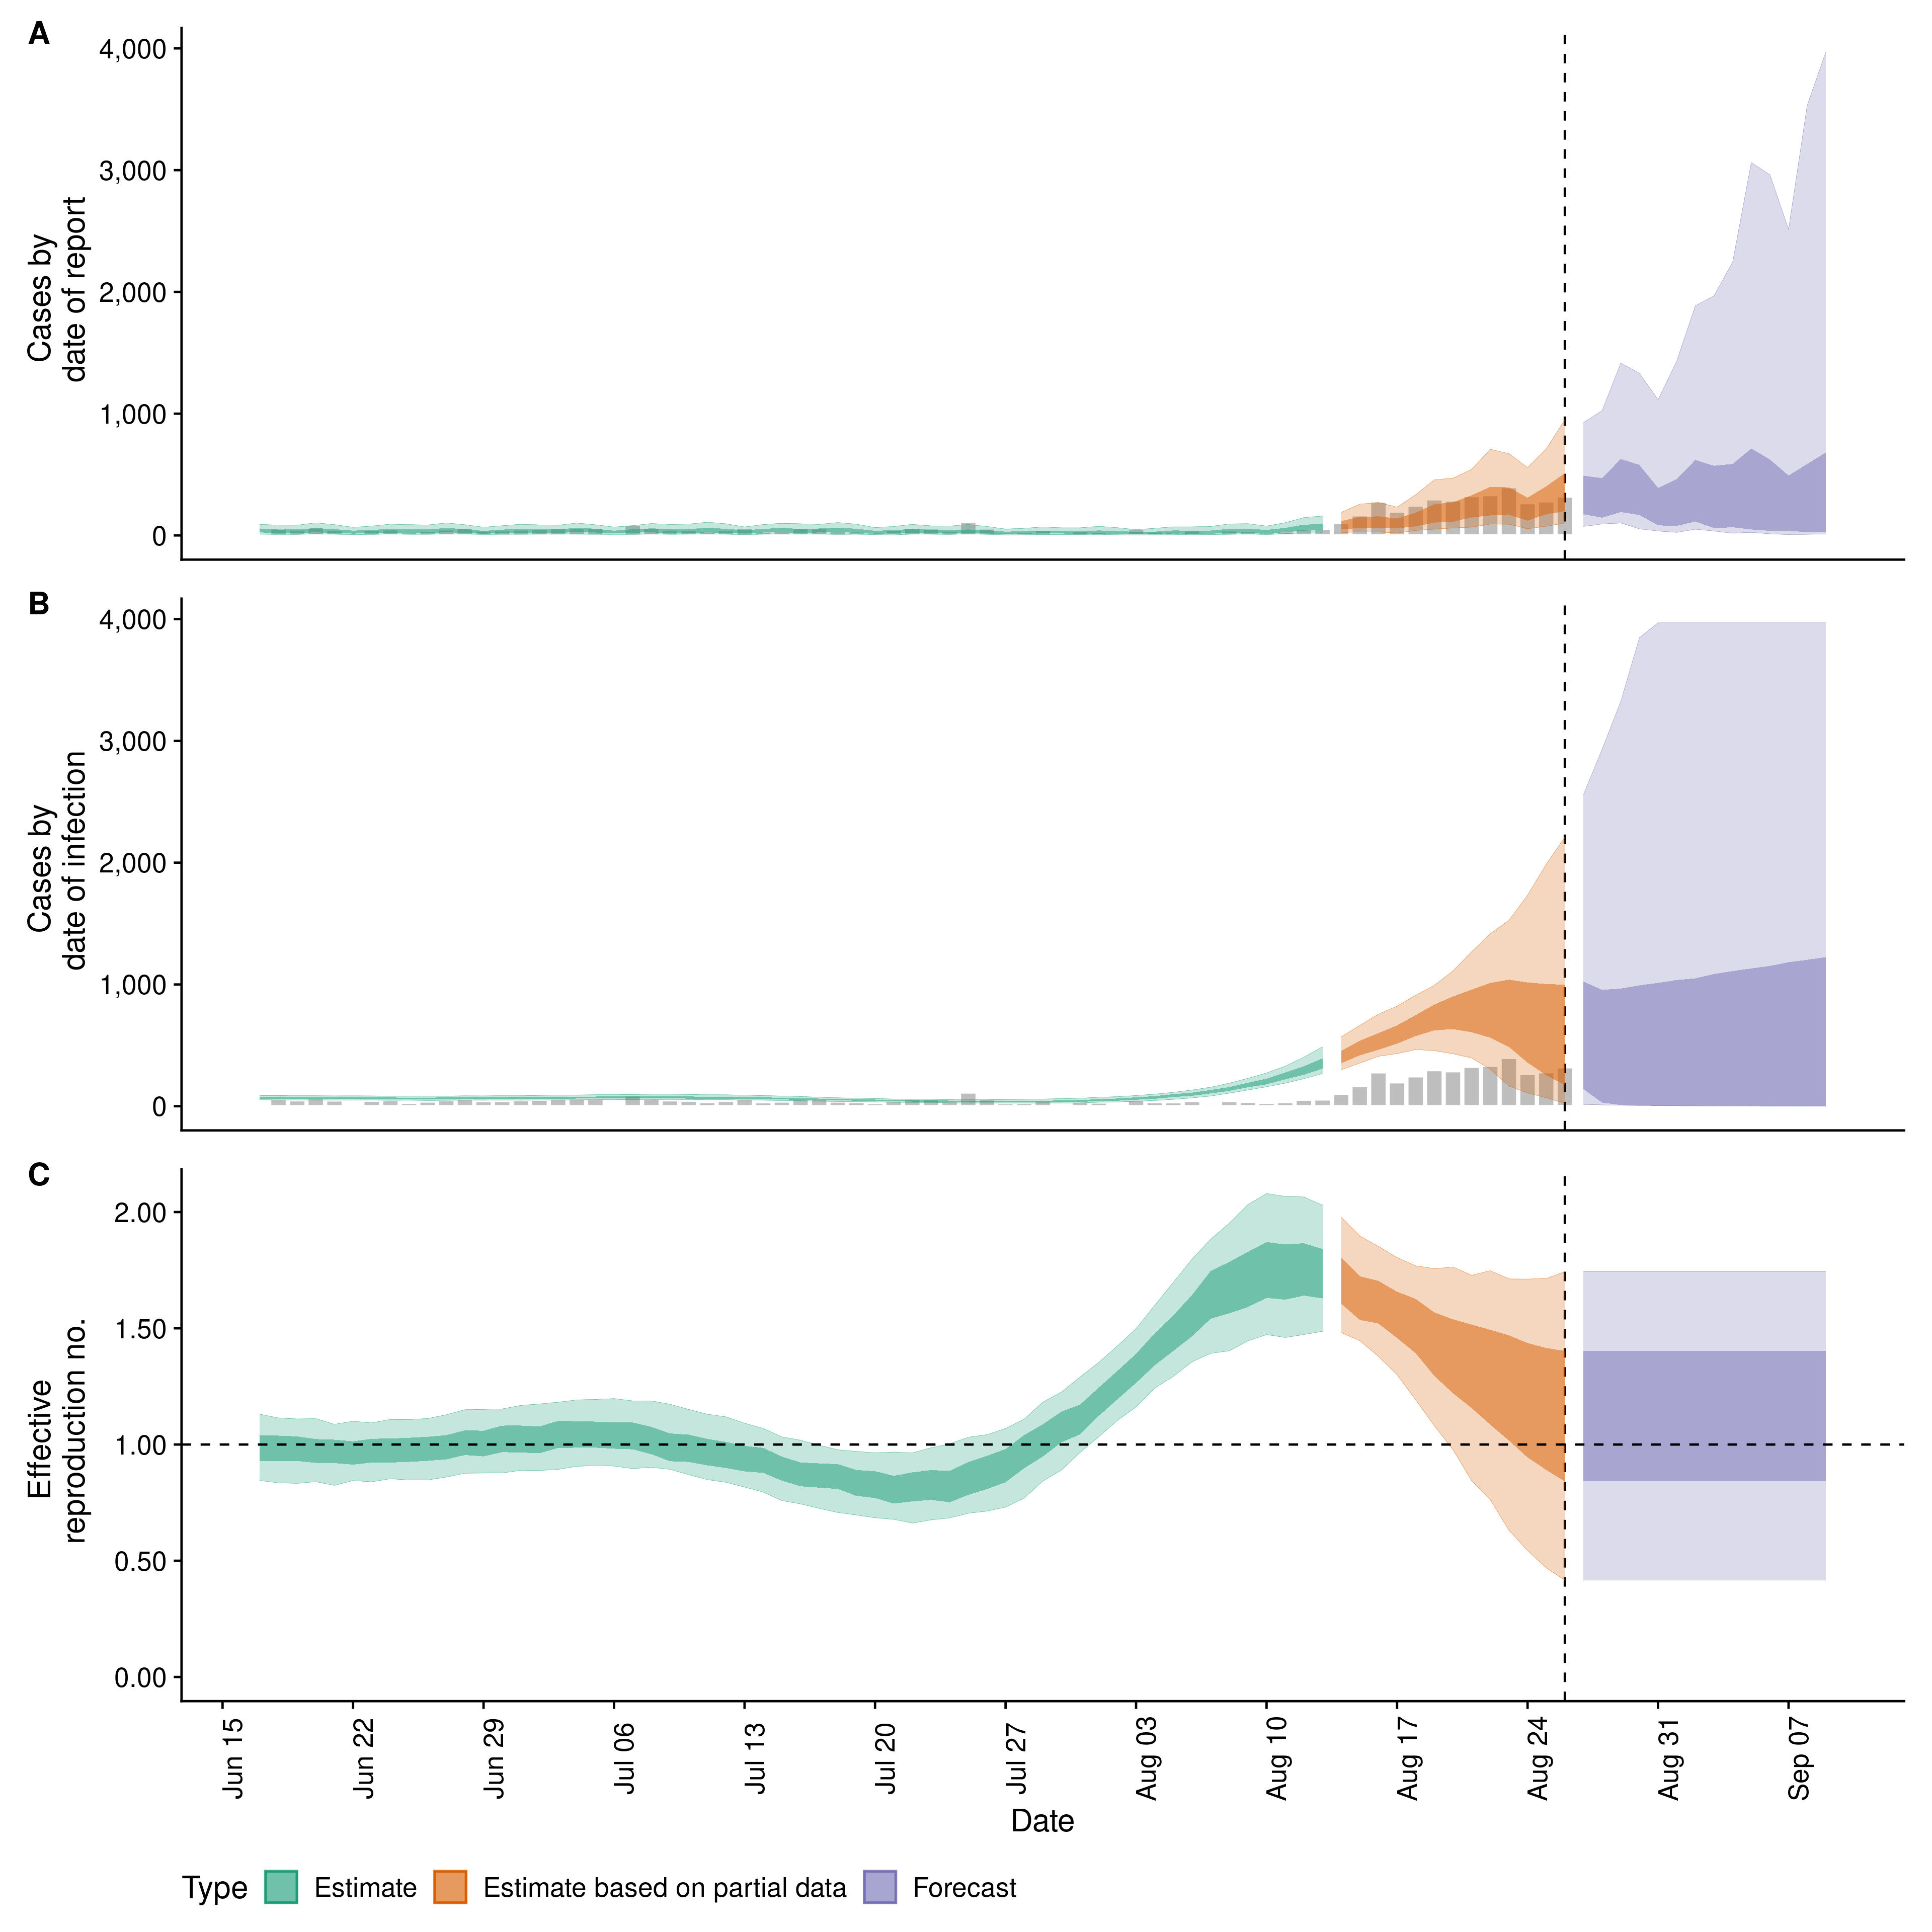 A
4,000
3,000
2,000
1,000
0
Cases by
date of report
B
4,000
3,000
2,000
1,000
0
Cases by
date of infection
C
2.00
1.50
1.00
0.50
0.00
Effective
reproduction no.
Jun 15
Jun 22
Jun 29
Jul 06
Jul 13
Jul 20
Jul 27
Aug 03
Aug 10
Aug 17
Aug 24
Aug 31
Sep 07
Date
Type Estimate Estimate based on partial data Forecast